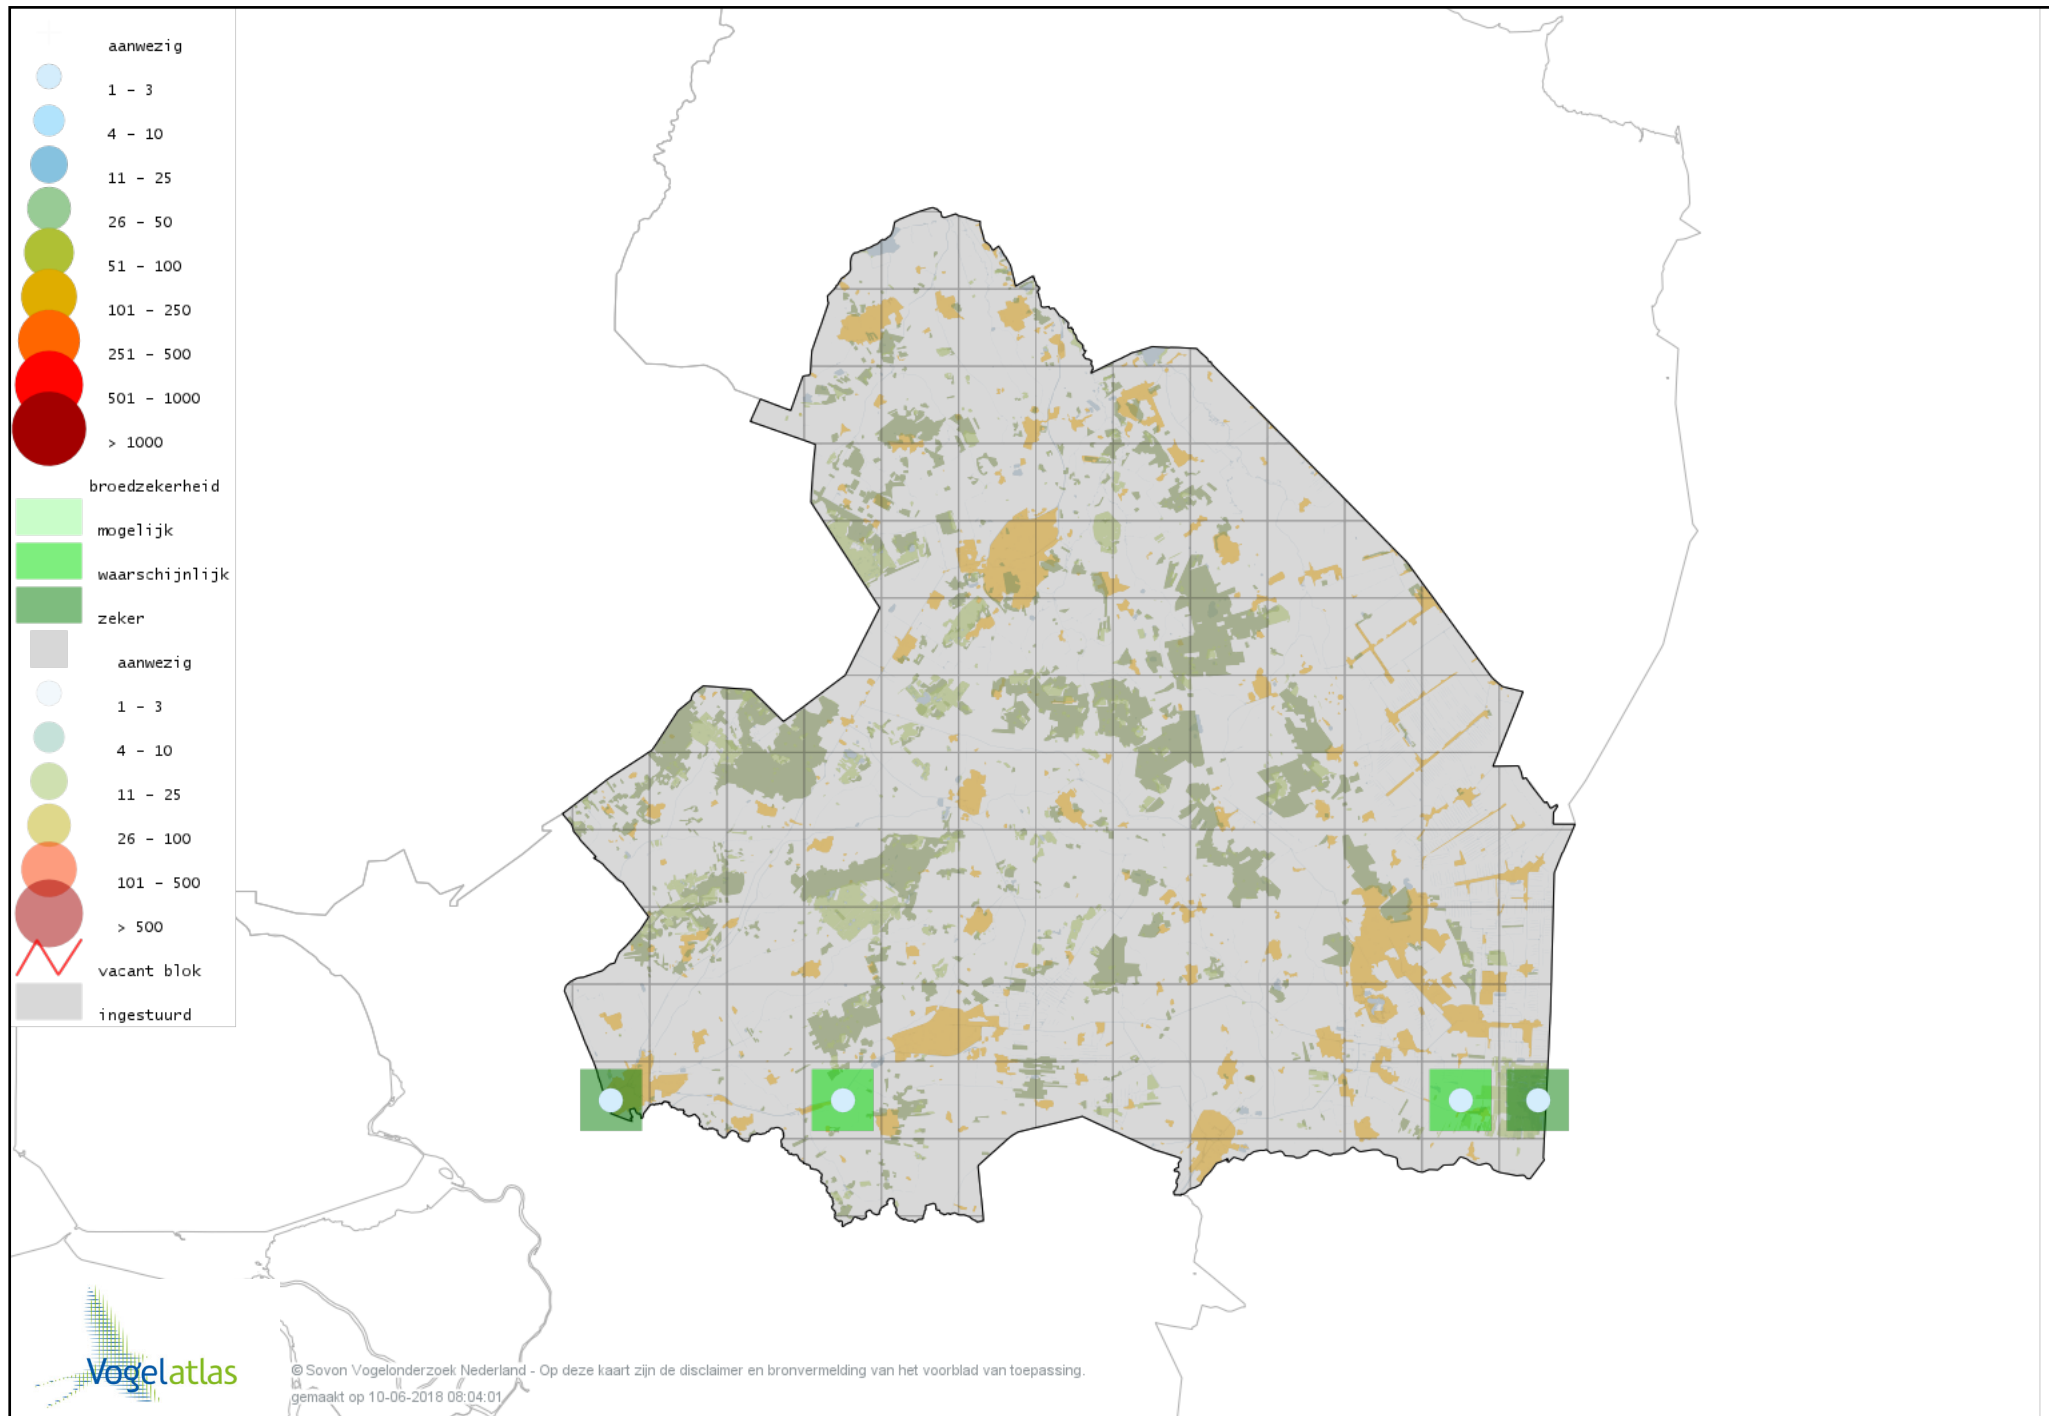 aanwezig
1 - 3
4 - 10
11 - 25
26 - 50
51 - 100
101 - 250
251 - 500
501 - 1000
> 1000
broedzekerheid
mogelijk
waarschijnlijk
zeker
aanwezig
1 - 3
4 - 10
11 - 25
26 - 100
101 - 500
> 500
vacant blok
ingestuurd
Vogelatlas
© Sovon Vogelonderzoek Nederland - Op deze kaart zijn de disclaimer en bronvermelding van het voorblad van toepassing.
gemaakt op 10-06-2018 08:04:01